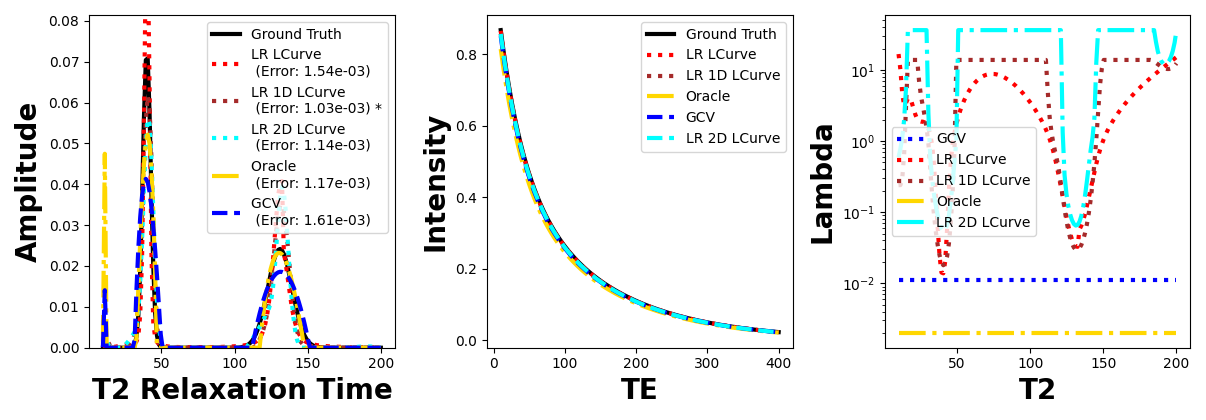 0.08
0.07
0.06
0.05
0.04
0.03
0.02
0.01
0.00
Amplitude
50
100
150
200
T2 Relaxation Time
Ground Truth
LR LCurve
(Error: 1.54e-03)
LR 1D LCurve
(Error: 1.03e-03) *
LR 2D LCurve
(Error: 1.14e-03)
Oracle
(Error: 1.17e-03)
GCV
(Error: 1.61e-03)
0.8
0.6
0.4
0.2
0.0
Intensity
0
100
200
300
400
TE
Ground Truth
LR LCurve
LR 1D LCurve
Oracle
GCV
LR 2D LCurve
10¹
10⁰
10⁻¹
10⁻²
Lambda
50
100
150
200
T2
GCV
LR LCurve
LR 1D LCurve
Oracle
LR 2D LCurve